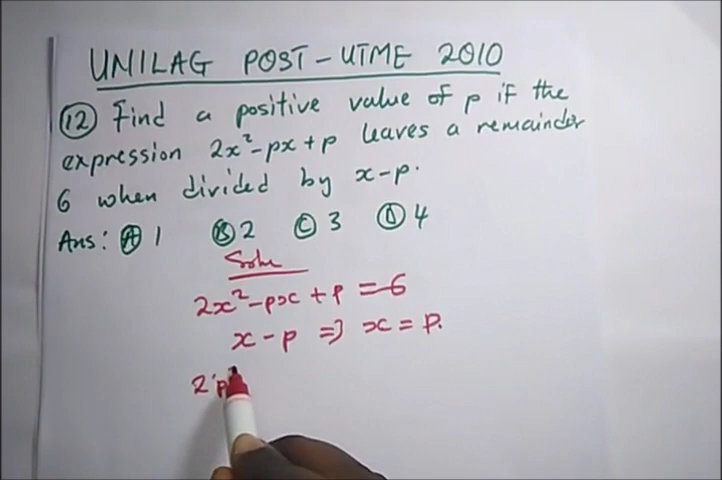 UNILAG POST-UTME 2010
(12) Find a positive value of p if the
expression 2x²-px+p leaves a remainder
6 when divided by x-p.
Ans: (A) 1 (B) 2 (C) 3 (D) 4
Soln
2x²-px+p=6
x-p ⇒ x=p.
2p